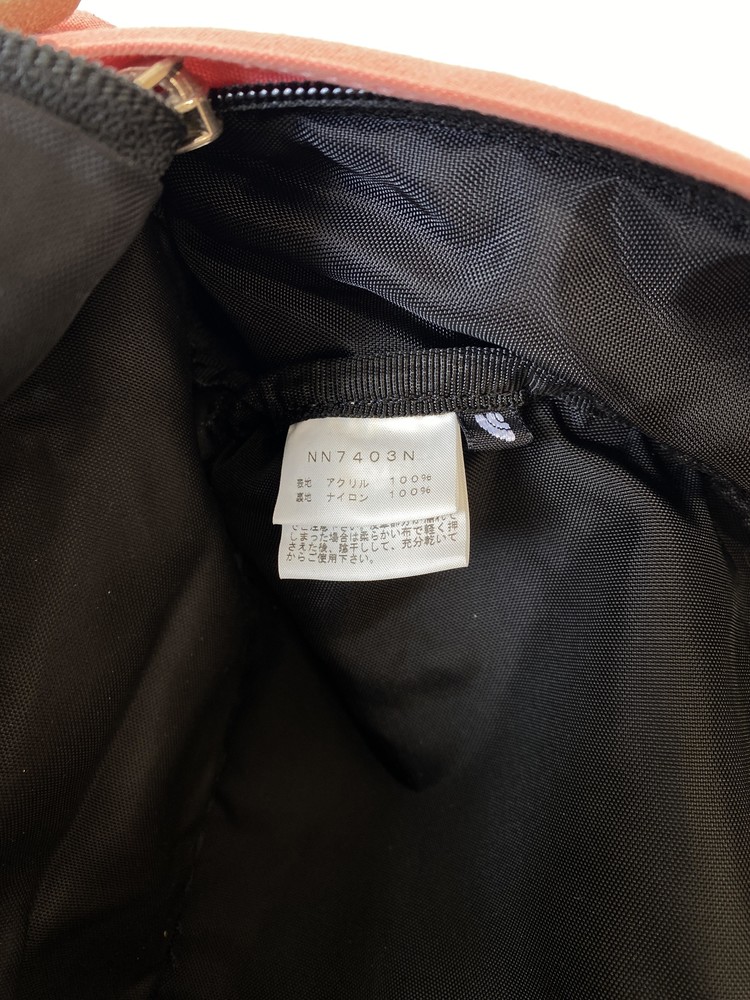 NN7403N
表地 アクリル 100%
裏地 ナイロン 100%
しまった場合は柔らかい布で軽く押
さえた後、陰干しして、充分乾いて
からご使用下さい。